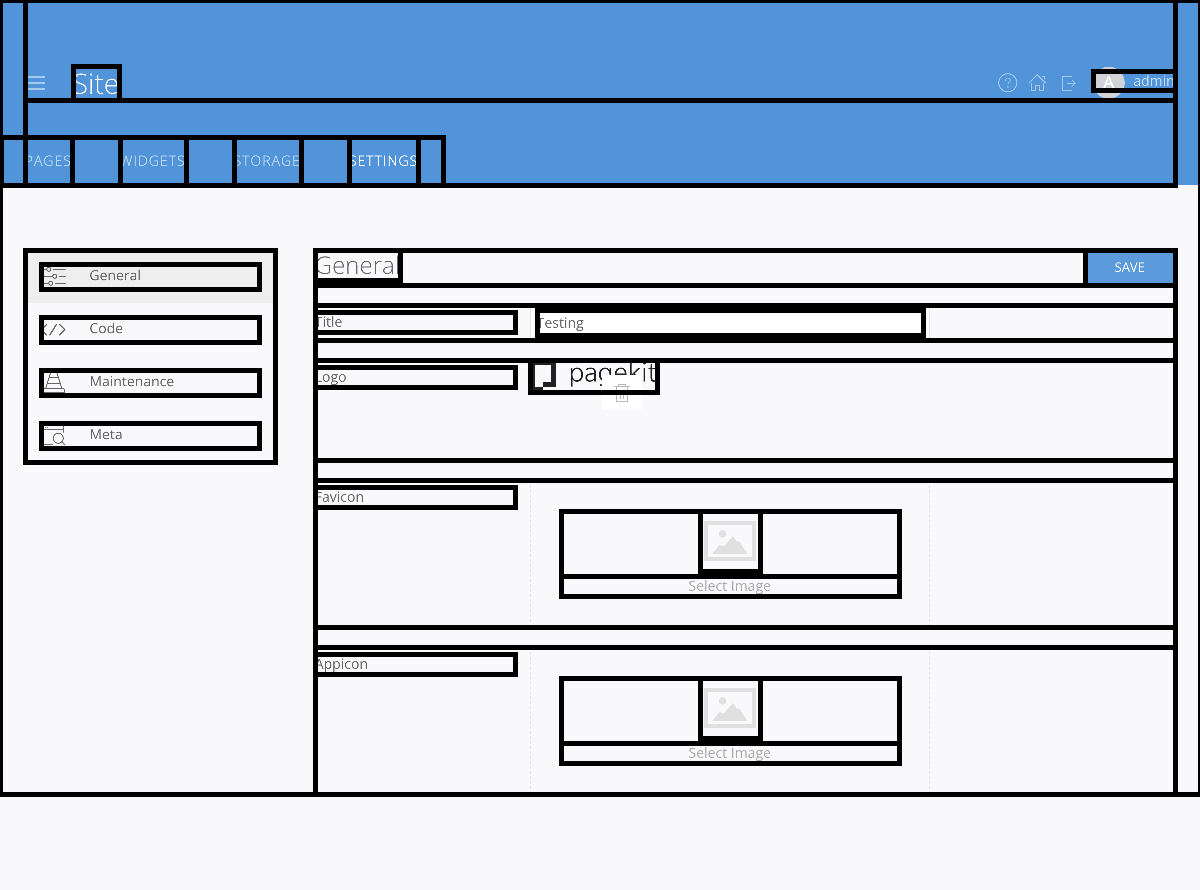 Site
A admin
PAGES WIDGETS STORAGE SETTINGS
General
Code
Maintenance
Meta
General
SAVE
Title
Testing
Logo
pagekit
Favicon
Select Image
Appicon
Select Image